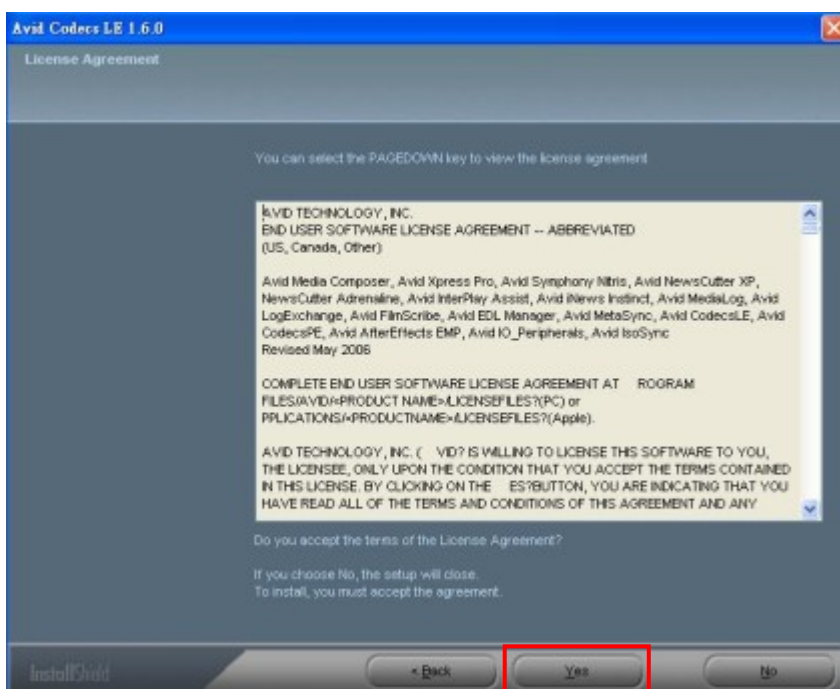 Avid Codecs LE 1.6.0
License Agreement
You can select the PAGEDOWN key to view the license agreement
AVID TECHNOLOGY, INC.
END USER SOFTWARE LICENSE AGREEMENT -- ABBREVIATED
(US, Canada, Other)
Avid Media Composer, Avid Xpress Pro, Avid Symphony Nitris, Avid NewsCutter XP,
NewsCutter Adrenaline, Avid InterPlay Assist, Avid iNews Instinct, Avid MediaLog, Avid
LogExchange, Avid FilmScribe, Avid EDL Manager, Avid MetaSync, Avid CodecsLE, Avid
CodecsPE, Avid AfterEffects EMP, Avid IO_Peripherals, Avid IsoSync
Revised May 2006
COMPLETE END USER SOFTWARE LICENSE AGREEMENT AT ROGRAM
FILES/AVID/<PRODUCT NAME>/LICENSEFILES?(PC) or
PPLICATIONS/<PRODUCTNAME>/LICENSEFILES?(Apple).
AVID TECHNOLOGY, INC. ( VID? IS WILLING TO LICENSE THIS SOFTWARE TO YOU,
THE LICENSEE, ONLY UPON THE CONDITION THAT YOU ACCEPT THE TERMS CONTAINED
IN THIS LICENSE. BY CLICKING ON THE ES?BUTTON, YOU ARE INDICATING THAT YOU
HAVE READ ALL OF THE TERMS AND CONDITIONS OF THIS AGREEMENT AND ANY
Do you accept the terms of the License Agreement?
If you choose No, the setup will close.
To install, you must accept the agreement.
InstallShield
< Back
Yes
No